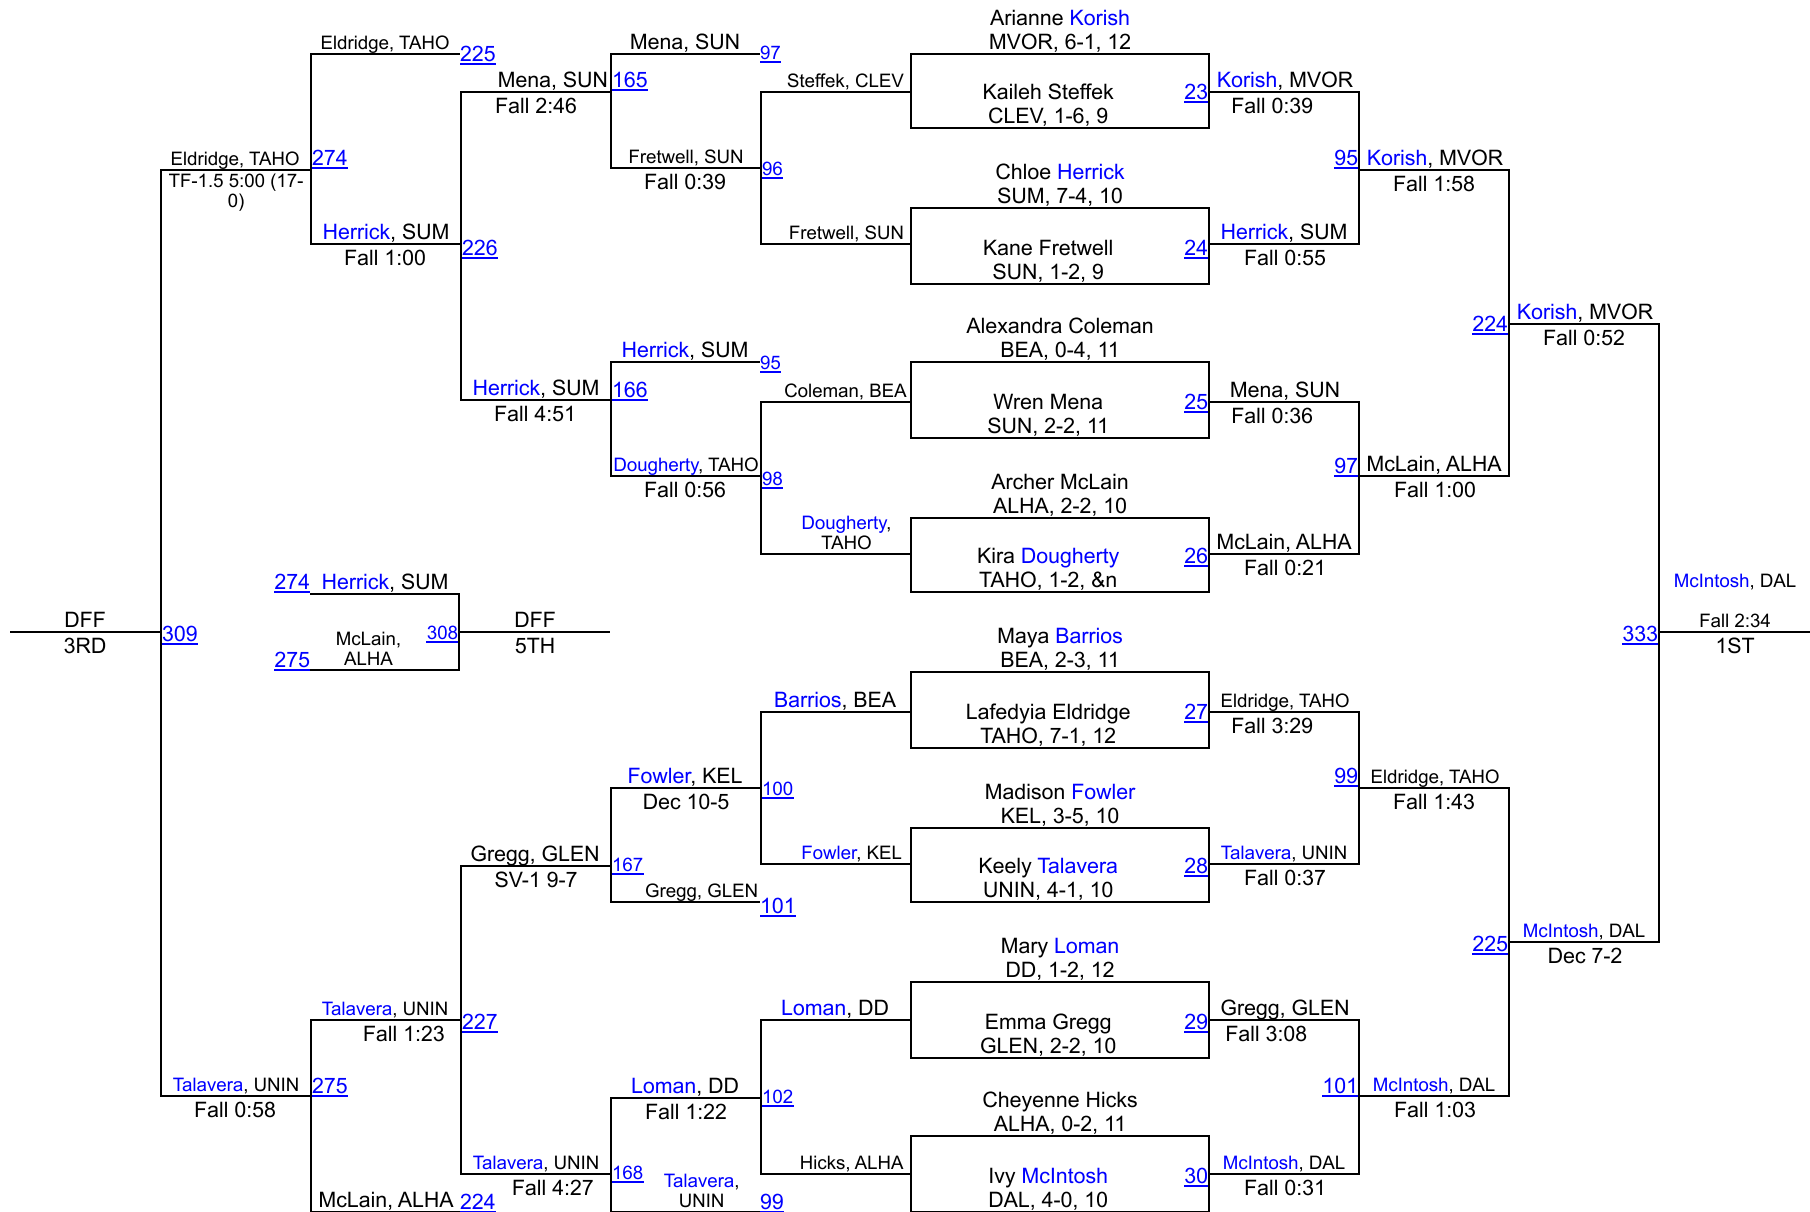 Arianne Korish
MVOR, 6-1, 12
Eldridge, TAHO
225
Mena, SUN
97
Mena, SUN
165
Fall 2:46
Steffek, CLEV
Kaileh Steffek
CLEV, 1-6, 9
23
Korish, MVOR
Fall 0:39
Eldridge, TAHO
274
TF-1.5 5:00 (17-
0)
Fretwell, SUN
96
Fall 0:39
Chloe Herrick
SUM, 7-4, 10
95
Korish, MVOR
Fall 1:58
Herrick, SUM
226
Fall 1:00
Fretwell, SUN
Kane Fretwell
SUN, 1-2, 9
24
Herrick, SUM
Fall 0:55
Alexandra Coleman
BEA, 0-4, 11
224
Korish, MVOR
Fall 0:52
Herrick, SUM
95
Herrick, SUM
166
Fall 4:51
Coleman, BEA
Wren Mena
SUN, 2-2, 11
25
Mena, SUN
Fall 0:36
Dougherty, TAHO
98
Fall 0:56
Archer McLain
ALHA, 2-2, 10
97
McLain, ALHA
Fall 1:00
Dougherty,
TAHO
Kira Dougherty
TAHO, 1-2, &n
26
McLain, ALHA
Fall 0:21
274
Herrick, SUM
McIntosh, DAL
DFF
309
3RD
McLain,
ALHA
275
308
DFF
5TH
Maya Barrios
BEA, 2-3, 11
333
Fall 2:34
1ST
Barrios, BEA
Lafedyia Eldridge
TAHO, 7-1, 12
27
Eldridge, TAHO
Fall 3:29
Fowler, KEL
100
Dec 10-5
Madison Fowler
KEL, 3-5, 10
99
Eldridge, TAHO
Fall 1:43
Gregg, GLEN
167
SV-1 9-7
Fowler, KEL
Keely Talavera
UNIN, 4-1, 10
28
Talavera, UNIN
Fall 0:37
Gregg, GLEN
101
Mary Loman
DD, 1-2, 12
225
McIntosh, DAL
Dec 7-2
Talavera, UNIN
227
Fall 1:23
Loman, DD
Emma Gregg
GLEN, 2-2, 10
29
Gregg, GLEN
Fall 3:08
Talavera, UNIN
275
Fall 0:58
Loman, DD
102
Fall 1:22
Cheyenne Hicks
ALHA, 0-2, 11
101
McIntosh, DAL
Fall 1:03
Talavera, UNIN
168
Fall 4:27
Hicks, ALHA
Ivy McIntosh
DAL, 4-0, 10
30
McIntosh, DAL
Fall 0:31
McLain, ALHA
224
Talavera,
UNIN
99